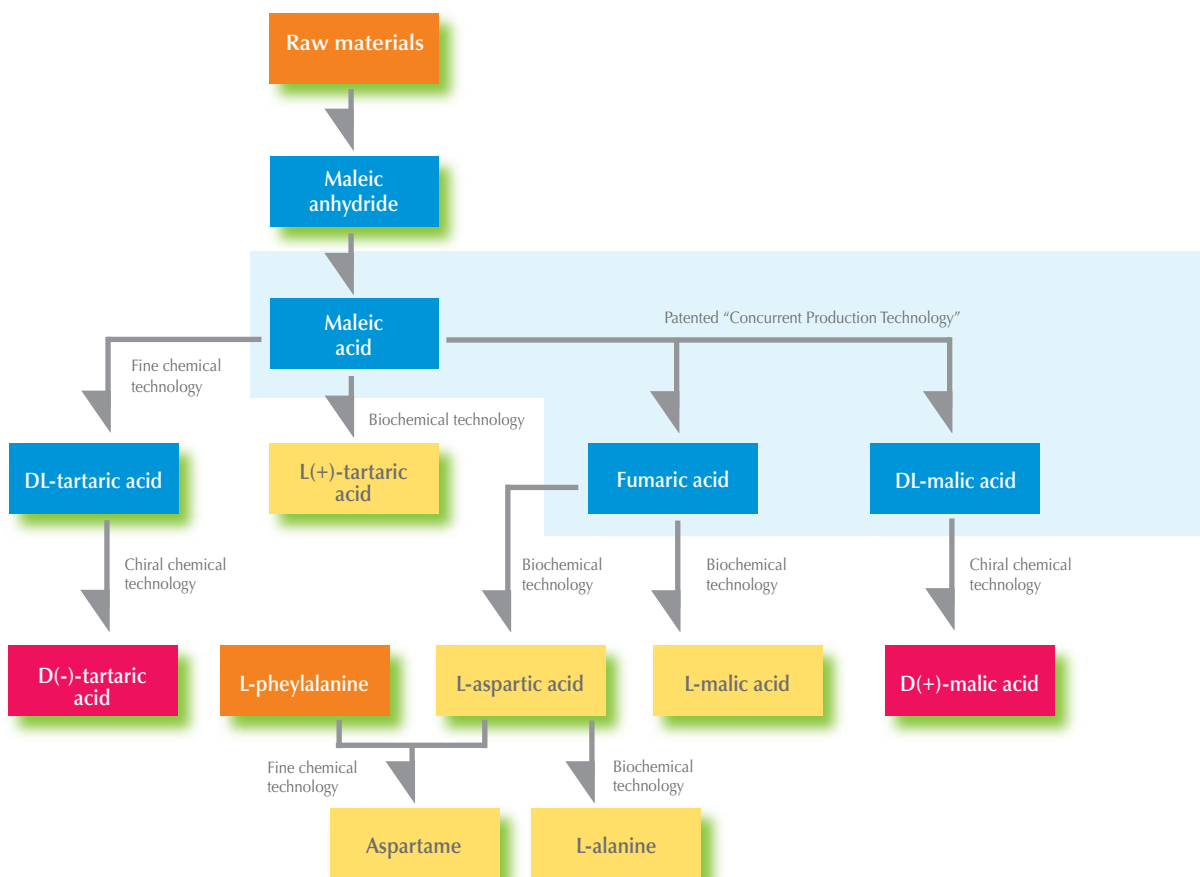 Raw materials
Maleic
anhydride
Maleic
acid
Patented “Concurrent Production Technology”
Fine chemical
technology
Biochemical technology
DL-tartaric acid
L(+)-tartaric
acid
Fumaric acid
DL-malic acid
Chiral chemical
technology
Biochemical
technology
Biochemical
technology
Chiral chemical
technology
D(-)-tartaric
acid
L-pheylalanine
L-aspartic acid
L-malic acid
D(+)-malic acid
Fine chemical
technology
Biochemical
technology
Aspartame
L-alanine